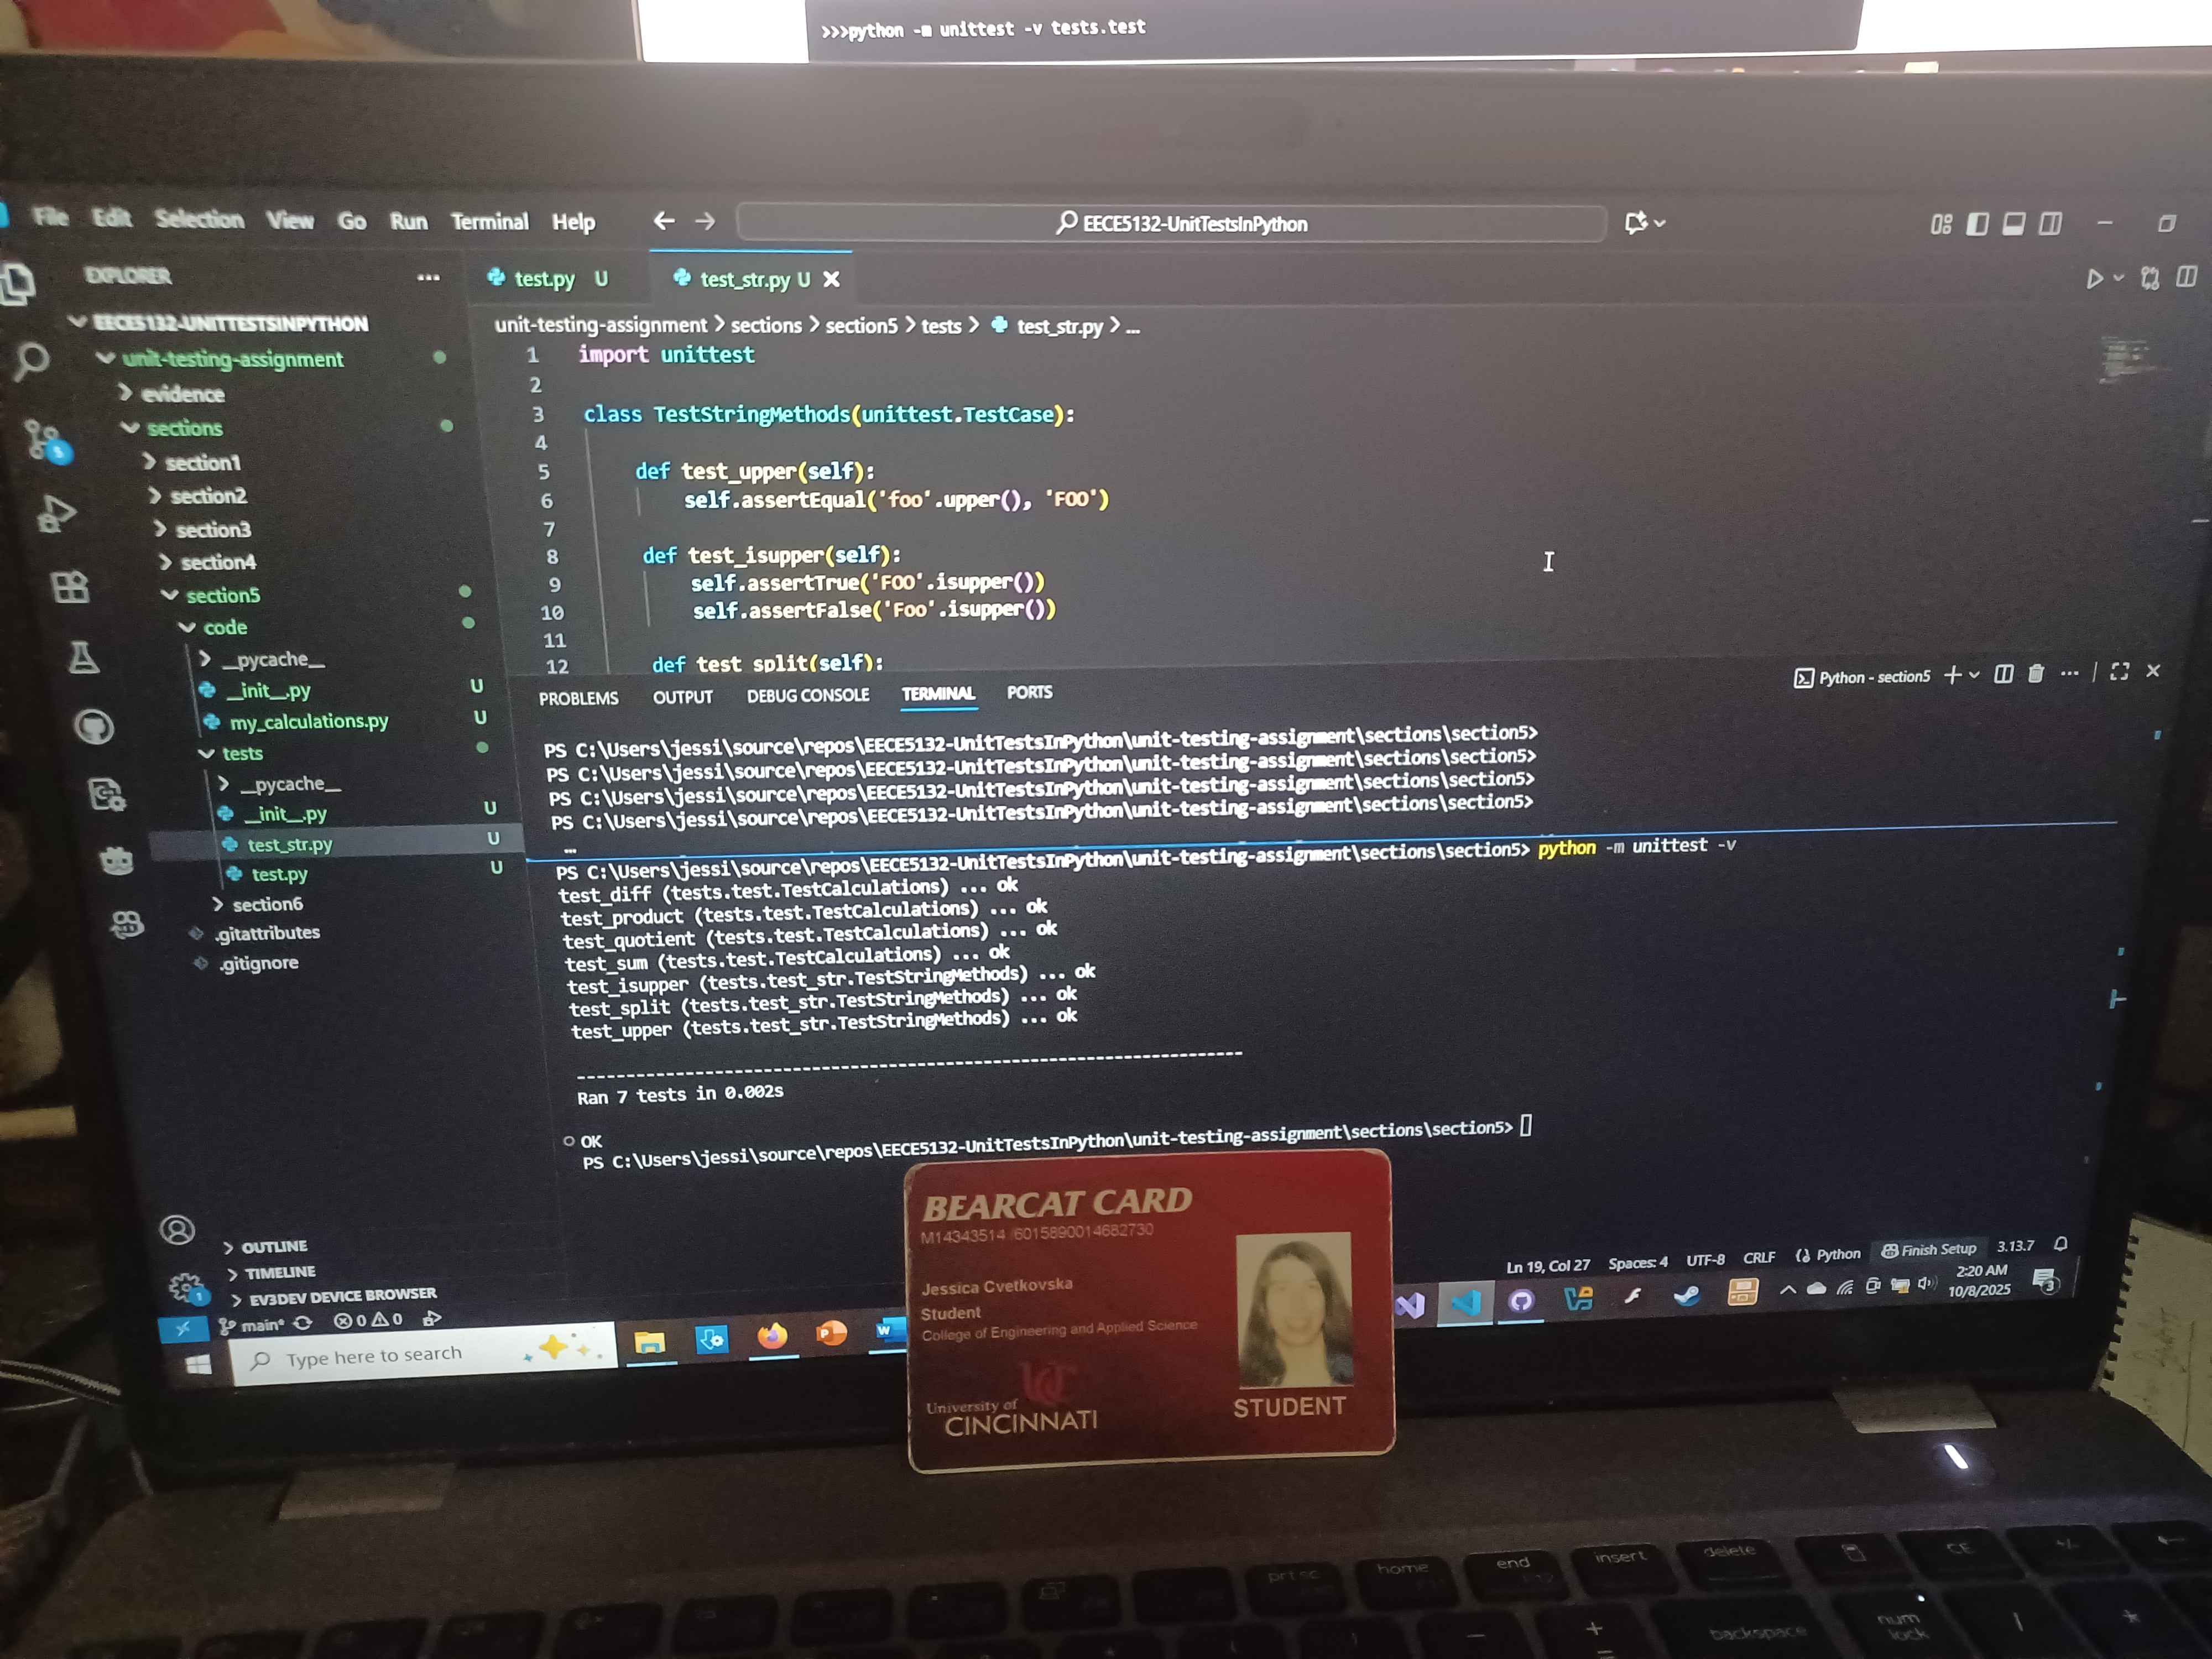 >>>python -m unittest -v tests.test
File Edit Selection View Go Run Terminal Help
EECE5132-UnitTestsInPython
EXPLORER
EECE5132-UNITTESTSINPYTHON
unit-testing-assignment
evidence
sections
section1
section2
section3
section4
section5
code
__pycache__
__init__.py U
my_calculations.py U
tests
__pycache__
__init__.py U
test_str.py U
test.py U
section6
.gitattributes
.gitignore
OUTLINE
TIMELINE
EV3DEV DEVICE BROWSER
test.py U
test_str.py U
unit-testing-assignment > sections > section5 > tests > test_str.py > ...
1 import unittest
2
3 class TestStringMethods(unittest.TestCase):
4
5 def test_upper(self):
6 self.assertEqual('foo'.upper(), 'FOO')
7
8 def test_isupper(self):
9 self.assertTrue('FOO'.isupper())
10 self.assertFalse('Foo'.isupper())
11
12 def test_split(self):
PROBLEMS OUTPUT DEBUG CONSOLE TERMINAL PORTS
Python - section5
PS C:\Users\jessi\source\repos\EECE5132-UnitTestsInPython\unit-testing-assignment\sections\section5>
PS C:\Users\jessi\source\repos\EECE5132-UnitTestsInPython\unit-testing-assignment\sections\section5>
PS C:\Users\jessi\source\repos\EECE5132-UnitTestsInPython\unit-testing-assignment\sections\section5>
PS C:\Users\jessi\source\repos\EECE5132-UnitTestsInPython\unit-testing-assignment\sections\section5>
...
PS C:\Users\jessi\source\repos\EECE5132-UnitTestsInPython\unit-testing-assignment\sections\section5> python -m unittest -v
test_diff (tests.test.TestCalculations) ... ok
test_product (tests.test.TestCalculations) ... ok
test_quotient (tests.test.TestCalculations) ... ok
test_sum (tests.test.TestCalculations) ... ok
test_isupper (tests.test_str.TestStringMethods) ... ok
test_split (tests.test_str.TestStringMethods) ... ok
test_upper (tests.test_str.TestStringMethods) ... ok
----------------------------------------------------------------------
Ran 7 tests in 0.002s
OK
PS C:\Users\jessi\source\repos\EECE5132-UnitTestsInPython\unit-testing-assignment\sections\section5>
main* 0 0
Ln 19, Col 27 Spaces: 4 UTF-8 CRLF Python Finish Setup 3.13.7
Type here to search
2:20 AM
10/8/2025
3
BEARCAT CARD
M14343514 /6015890014682730
Jessica Cvetkovska
Student
College of Engineering and Applied Science
UC
University of
CINCINNATI
STUDENT
prt sc home end insert delete CE
backspace num
lock